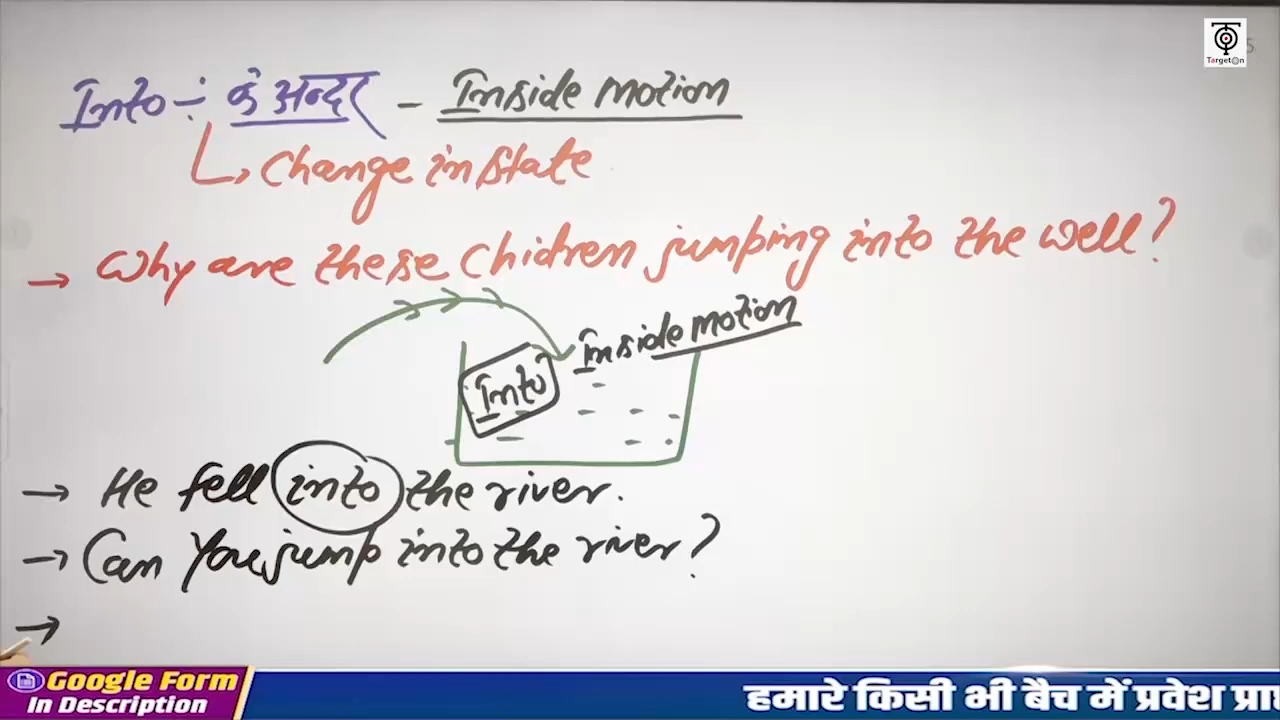 TargetOn
Into ÷ के अन्दर - Inside motion
Change in state
→ Why are these Chidren jumping into the well?
Inside motion
Into
→ He fell into the river.
→ Can You jump into the river?
→
Google Form
In Description
हमारे किसी भी बैच में प्रवेश प्रा